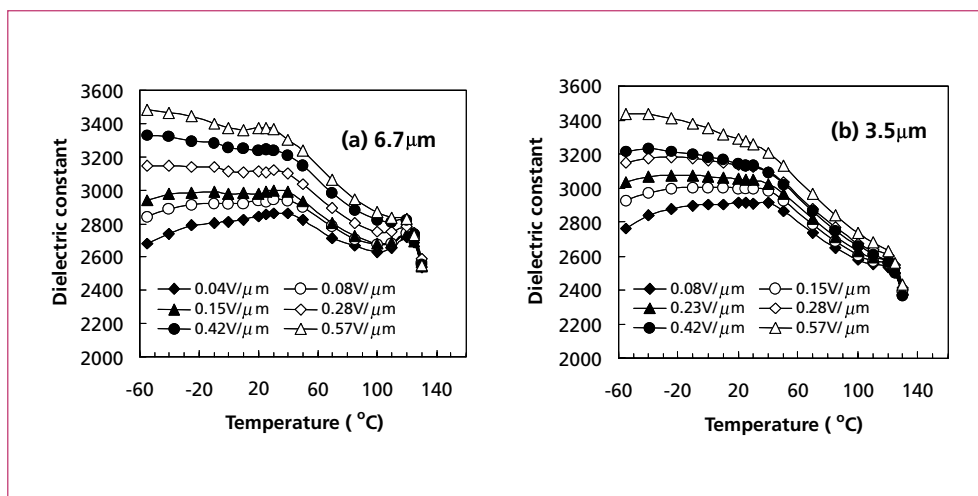 (a) 6.7μm
Dielectric constant
3600
3400
3200
3000
2800
2600
2400
2200
2000
0.04V/μm 0.08V/μm
0.15V/μm 0.28V/μm
0.42V/μm 0.57V/μm
-60 -20 20 60 100 140
Temperature ( °C)
(b) 3.5μm
Dielectric constant
3600
3400
3200
3000
2800
2600
2400
2200
2000
0.08V/μm 0.15V/μm
0.23V/μm 0.28V/μm
0.42V/μm 0.57V/μm
-60 -20 20 60 100 140
Temperature ( °C)